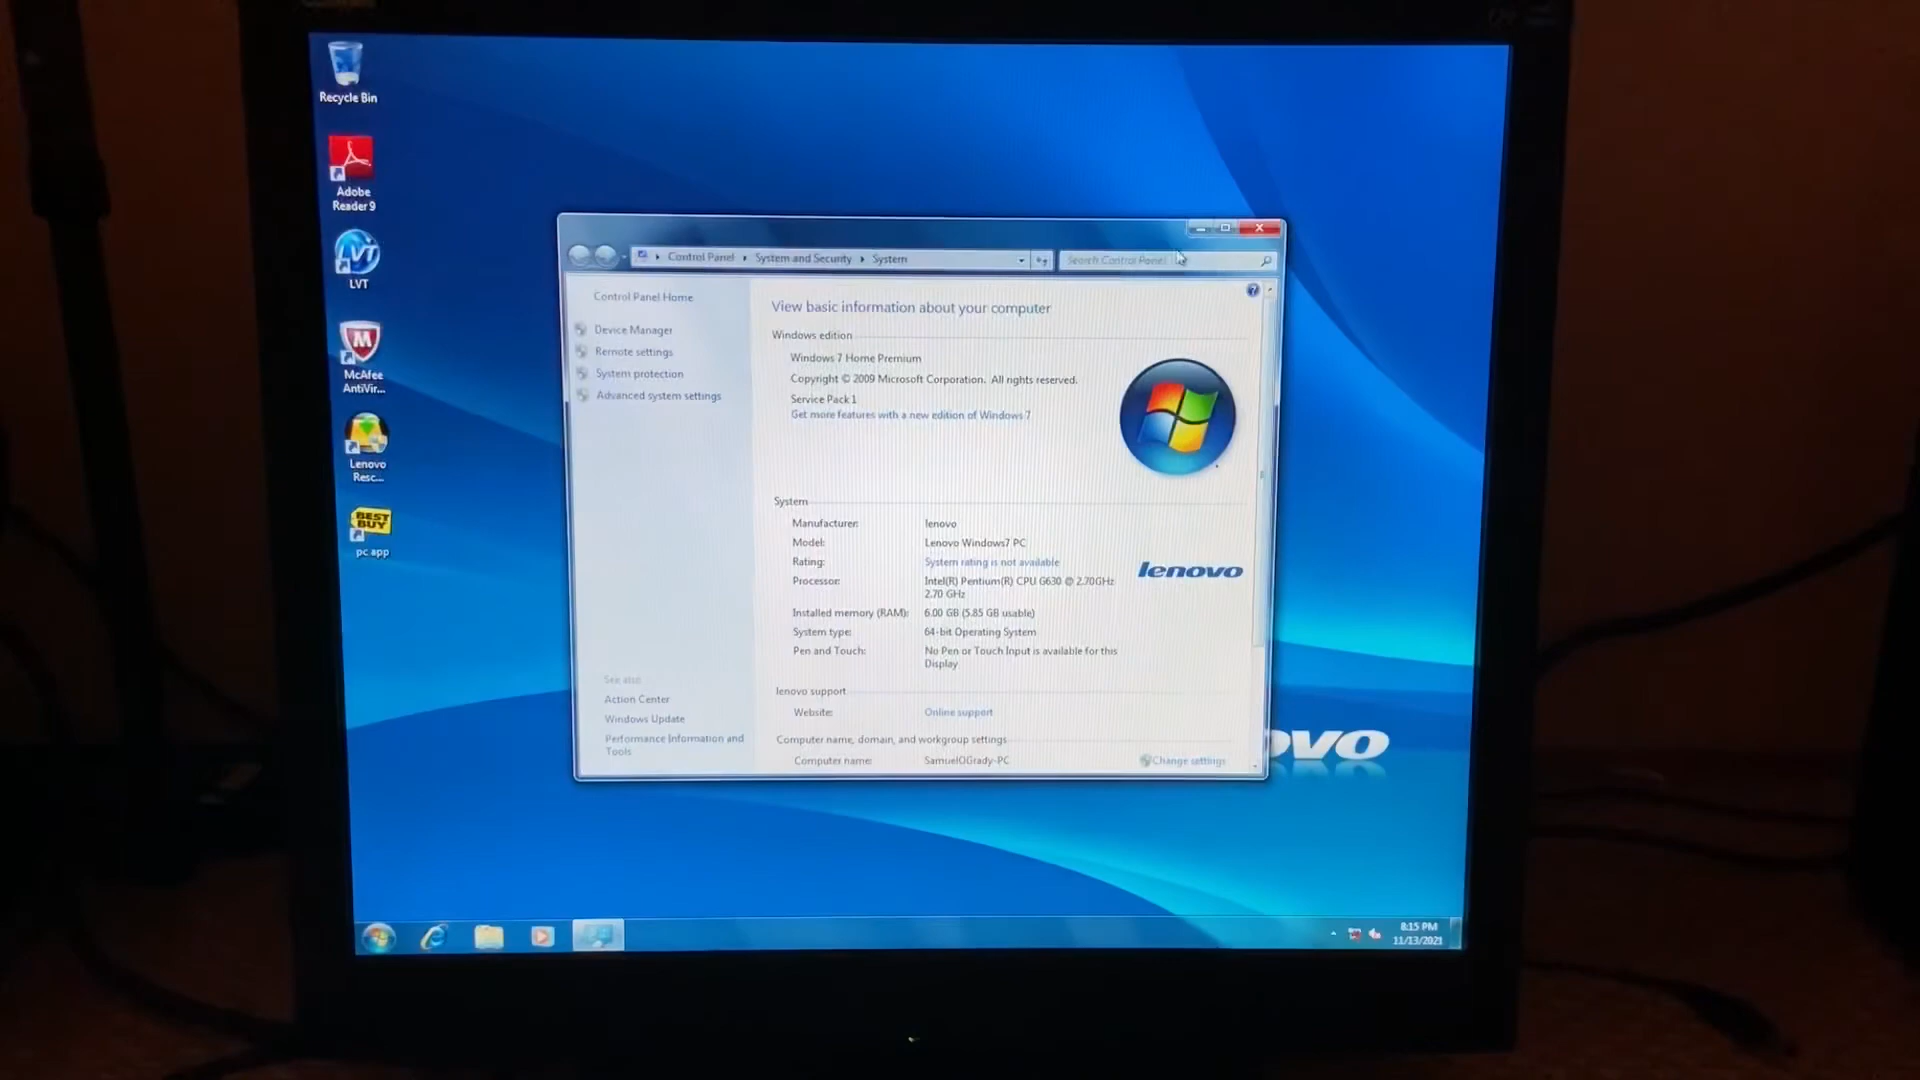 Recycle Bin
Adobe
Reader 9
LVT
McAfee
AntiVir...
Lenovo
Resc...
BEST
BUY
pc app
Control Panel
System and Security
System
Search Control Panel
Control Panel Home
Device Manager
Remote settings
System protection
Advanced system settings
See also
Action Center
Windows Update
Performance Information and
Tools
View basic information about your computer
Windows edition
Windows 7 Home Premium
Copyright © 2009 Microsoft Corporation. All rights reserved.
Service Pack 1
Get more features with a new edition of Windows 7
System
Manufacturer: lenovo
Model: Lenovo Windows7 PC
Rating: System rating is not available
Processor: Intel(R) Pentium(R) CPU G630 @ 2.70GHz
2.70 GHz
Installed memory (RAM): 6.00 GB (5.85 GB usable)
System type: 64-bit Operating System
Pen and Touch: No Pen or Touch Input is available for this
Display
lenovo
lenovo support
Website: Online support
Computer name, domain, and workgroup settings
Computer name: SamuelOGrady-PC
Change settings
ovo
8:15 PM
11/13/2021